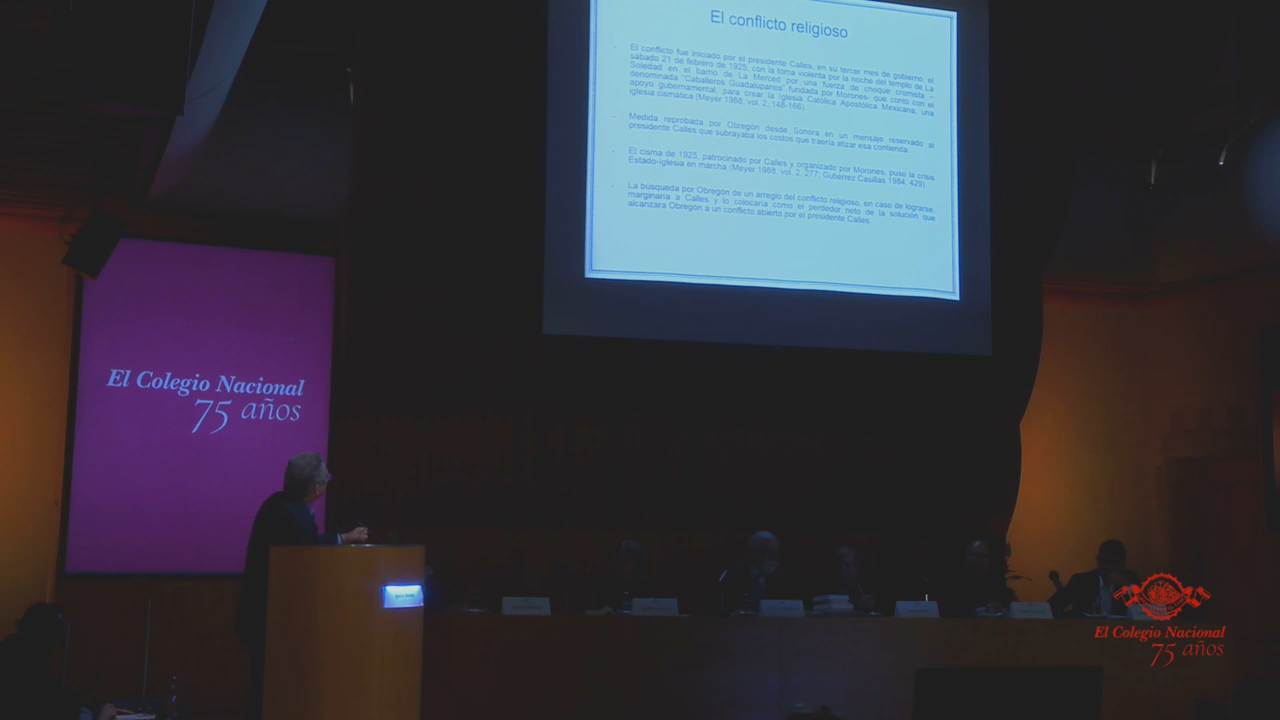 El conflicto religioso
- El conflicto fue iniciado por el presidente Calles, en su tercer mes de gobierno, el
sábado 21 de febrero de 1925, con la toma violenta por la noche del templo de La
Soledad en el barrio de La Merced por una fuerza de choque cromista –
denominada "Caballeros Guadalupanos" fundada por Morones- que contó con el
apoyo gubernamental, para crear la Iglesia Católica Apostólica Mexicana, una
iglesia cismática (Meyer 1988, vol. 2, 148-166)
- Medida reprobada por Obregón desde Sonora en un mensaje reservado al
presidente Calles que subrayaba los costos que traería atizar esa contienda.
- El cisma de 1925, patrocinado por Calles y organizado por Morones, puso la crisis
Estado-iglesia en marcha (Meyer 1988, vol. 2, 277; Gutiérrez Casillas 1984, 429)
- La búsqueda por Obregón de un arreglo del conflicto religioso, en caso de lograrse,
marginaría a Calles y lo colocaría como el perdedor neto de la solución que
alcanzara Obregón a un conflicto abierto por el presidente Calles.
El Colegio Nacional
75 años
El Colegio Nacional
75 años